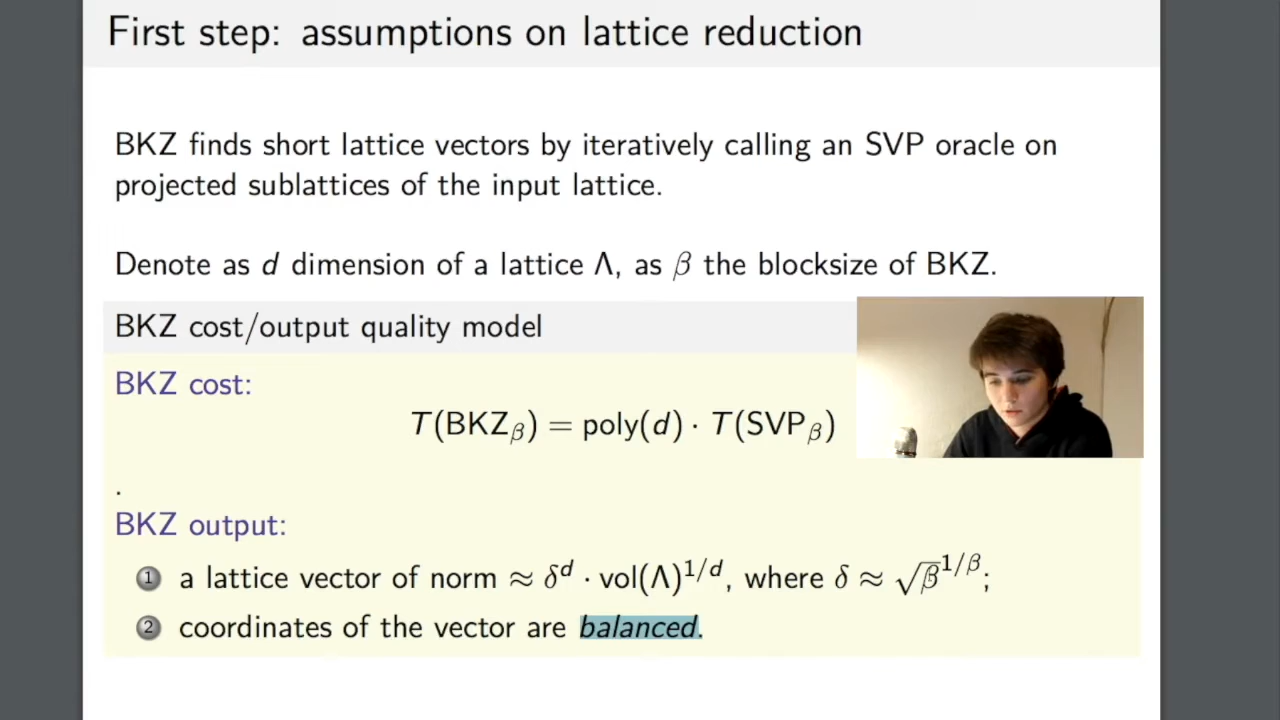 First step: assumptions on lattice reduction
BKZ finds short lattice vectors by iteratively calling an SVP oracle on
projected sublattices of the input lattice.
Denote as d dimension of a lattice Λ, as β the blocksize of BKZ.
BKZ cost/output quality model
BKZ cost:
T(BKZ_β) = poly(d) · T(SVP_β)
.
BKZ output:
1 a lattice vector of norm ≈ δ^d · vol(Λ)^{1/d}, where δ ≈ √β^{1/β};
2 coordinates of the vector are balanced.